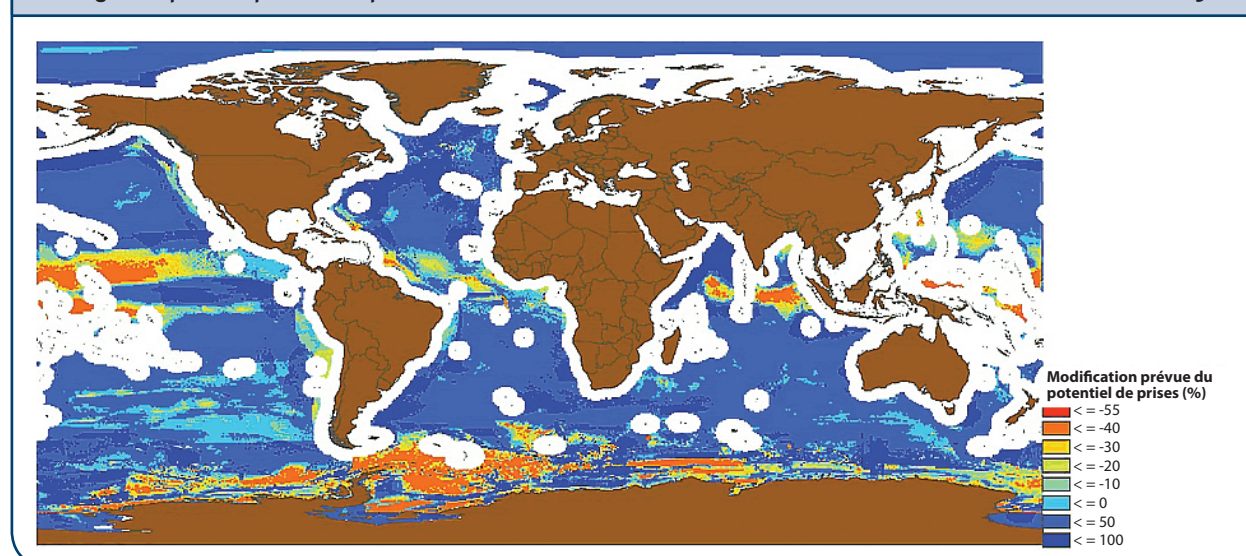 Modification prévue du
potentiel de prises (%)
< = -55
< = -40
< = -30
< = -20
< = -10
< = 0
< = 50
< = 100